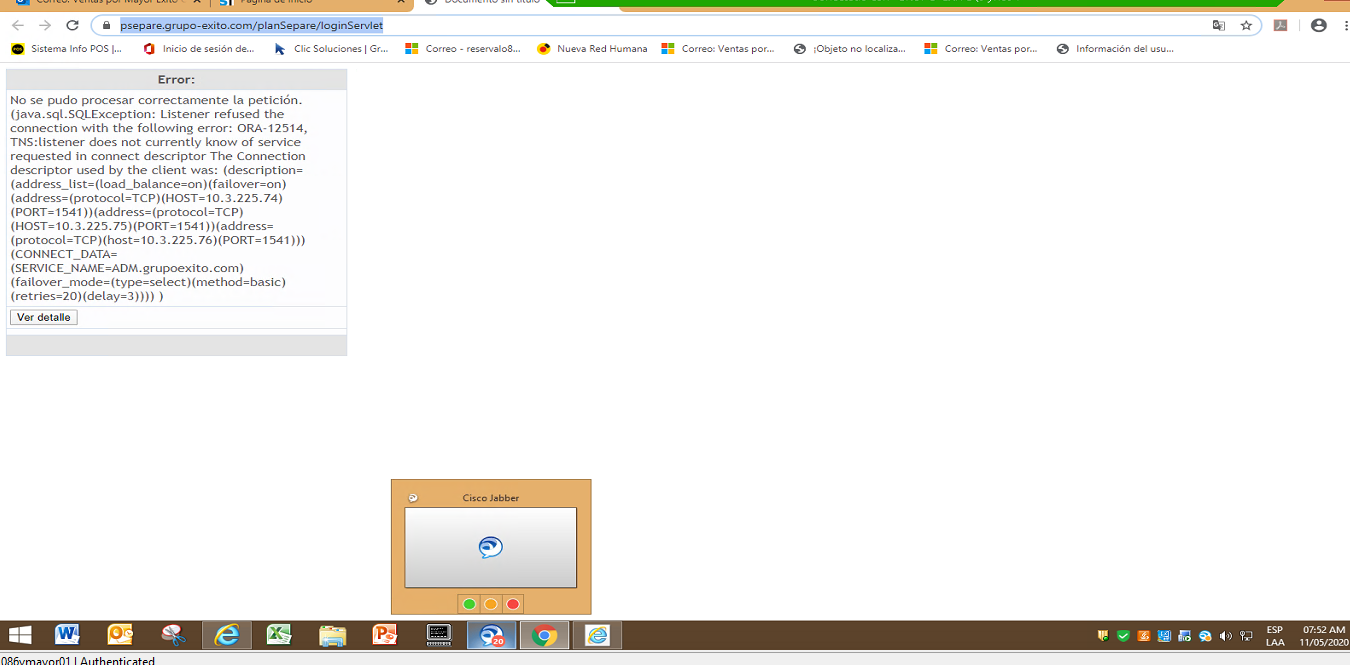 Correo: Ventas por Mayor Éxito
Página de inicio
Documento sin título
psepare.grupo-exito.com/planSepare/loginServlet
Sistema Info POS |...
Inicio de sesión de...
Clic Soluciones | Gr...
Correo - reservalo8...
Nueva Red Humana
Correo: Ventas por...
¡Objeto no localiza...
Correo: Ventas por...
Información del usu...
Error:
No se pudo procesar correctamente la petición.
(java.sql.SQLException: Listener refused the
connection with the following error: ORA-12514,
TNS:listener does not currently know of service
requested in connect descriptor The Connection
descriptor used by the client was: (description=
(address_list=(load_balance=on)(failover=on)
(address=(protocol=TCP)(HOST=10.3.225.74)
(PORT=1541))(address=(protocol=TCP)
(HOST=10.3.225.75)(PORT=1541))(address=
(protocol=TCP)(host=10.3.225.76)(PORT=1541)))
(CONNECT_DATA=
(SERVICE_NAME=ADM.grupoexito.com)
(failover_mode=(type=select)(method=basic)
(retries=20)(delay=3)))) )
Ver detalle
Cisco Jabber
20
ESP
LAA
07:52 AM
11/05/2020
086vmayor01 | Authenticated